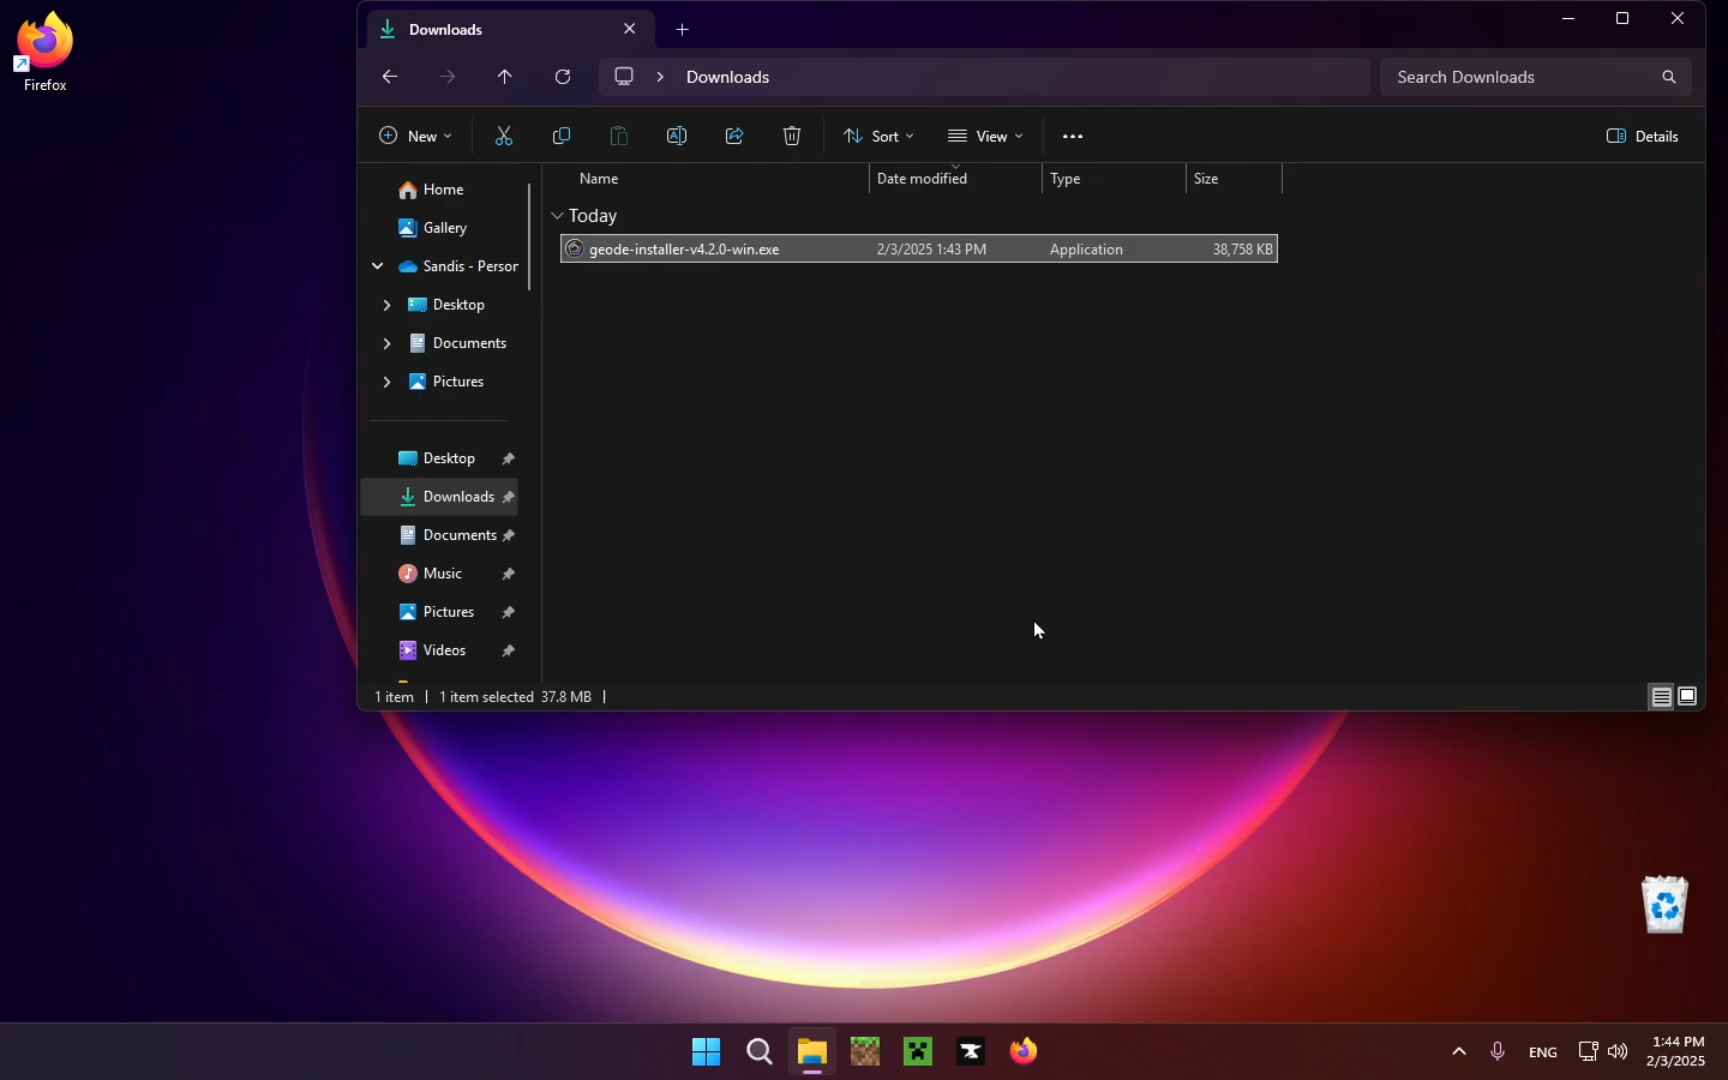 Firefox
Downloads
Downloads
Search Downloads
New
Sort
View
Details
Name
Date modified
Type
Size
Today
geode-installer-v4.2.0-win.exe
2/3/2025 1:43 PM
Application
38,758 KB
Home
Gallery
Sandis - Person
Desktop
Documents
Pictures
Desktop
Downloads
Documents
Music
Pictures
Videos
1 item
1 item selected 37.8 MB
ENG
1:44 PM
2/3/2025